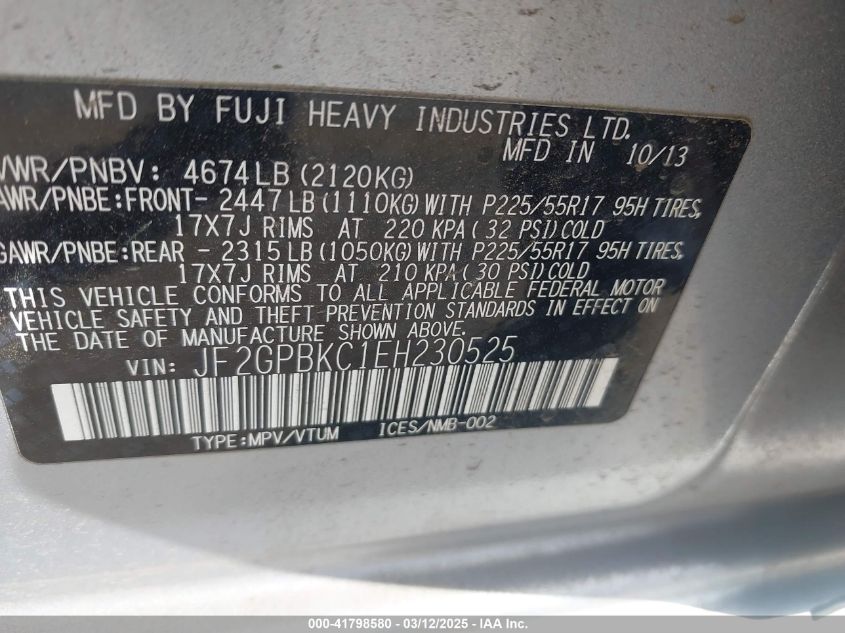 MFD BY FUJI HEAVY INDUSTRIES LTD.
MFD IN 10/13
VWR/PNBV: 4674LB (2120KG)
AWR/PNBE:FRONT- 2447 LB (1110KG) WITH P225/55R17 95H TIRES,
17X7J RIMS AT 220 KPA (32 PSI) COLD
GAWR/PNBE:REAR - 2315 LB (1050KG) WITH P225/55R17 95H TIRES,
17X7J RIMS AT 210 KPA (30 PSI) COLD
THIS VEHICLE CONFORMS TO ALL APPLICABLE FEDERAL MOTOR
VEHICLE SAFETY AND THEFT PREVENTION STANDARDS IN EFFECT ON
THE DATE OF MANUFACTURE SHOWN ABOVE.
VIN: JF2GPBKC1EH230525
TYPE:MPV/VTUM ICES/NMB-002
000-41798580 - 03/12/2025 - IAA Inc.